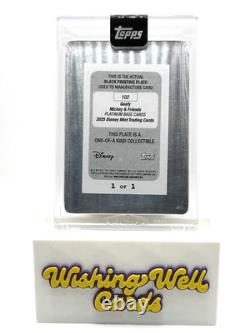 Topps
THIS IS THE ACTUAL
BLACK PRINTING PLATE
USED TO MANUFACTURE CARD
102
Goofy
Mickey & Friends
PLATINUM BASE CARDS
2025 Disney Mint Trading Cards
THIS PLATE IS A
ONE-OF-A KIND COLLECTIBLE
Disney
1 of 1
Wishing Well
Cards